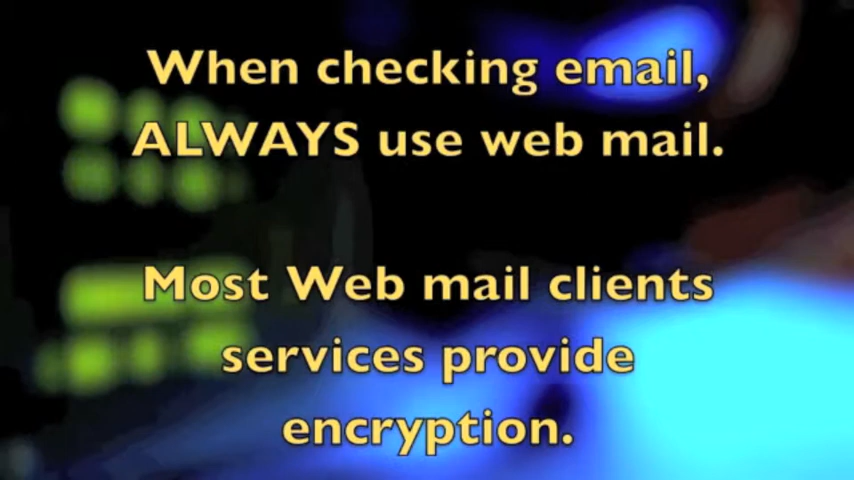 When checking email,
ALWAYS use web mail.
Most Web mail clients
services provide
encryption.